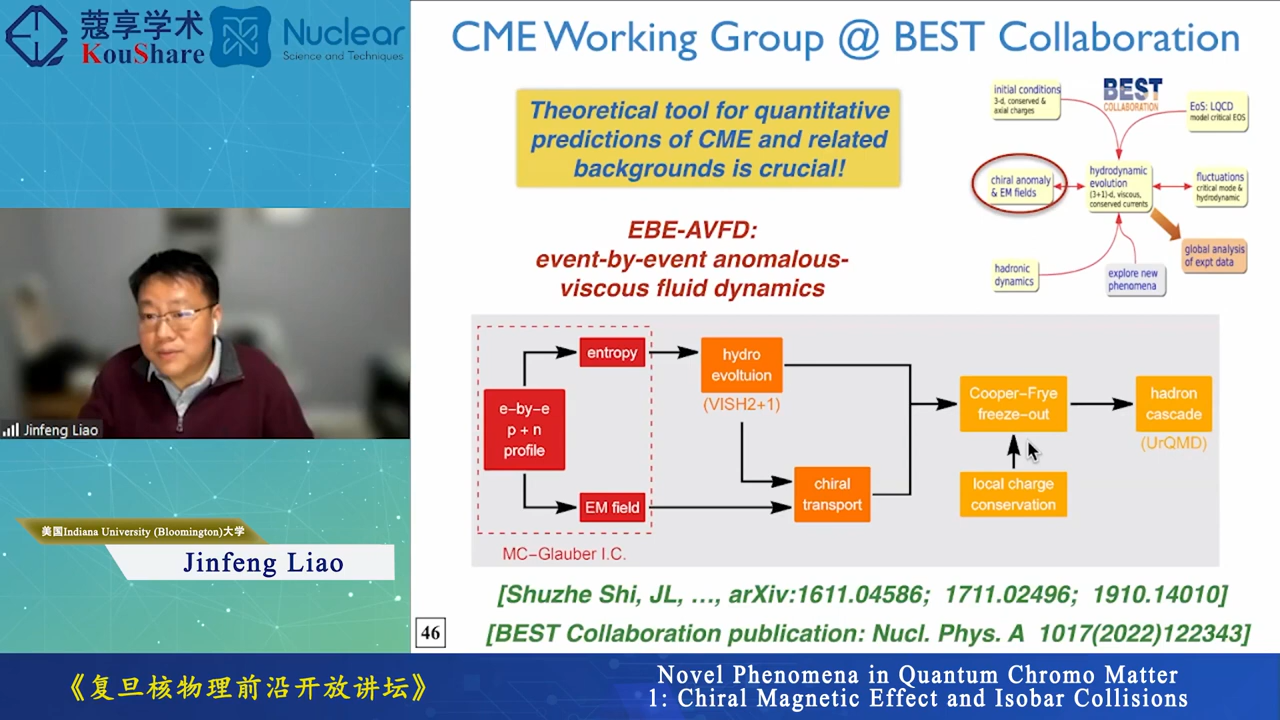 蔻享学术
KouShare
Nuclear
Science and Techniques
CME Working Group @ BEST Collaboration
Theoretical tool for quantitative
predictions of CME and related
backgrounds is crucial!
EBE-AVFD:
event-by-event anomalous-
viscous fluid dynamics
BEST
COLLABORATION
initial conditions
3-d, conserved &
axial charges
EoS: LQCD
model critical EOS
chiral anomaly
& EM fields
hydrodynamic
evolution
(3+1)-d, viscous,
conserved currents
fluctuations
critical mode &
hydrodynamic
global analysis
of expt data
hadronic
dynamics
explore new
phenomena
e-by-e
p + n
profile
entropy
EM field
MC-Glauber I.C.
hydro
evoltuion
(VISH2+1)
chiral
transport
Cooper-Frye
freeze-out
local charge
conservation
hadron
cascade
(UrQMD)
[Shuzhe Shi, JL, ..., arXiv:1611.04586; 1711.02496; 1910.14010]
[BEST Collaboration publication: Nucl. Phys. A 1017(2022)122343]
46
Jinfeng Liao
美国Indiana University (Bloomington)大学
Jinfeng Liao
《复旦核物理前沿开放讲坛》
Novel Phenomena in Quantum Chromo Matter
1: Chiral Magnetic Effect and Isobar Collisions